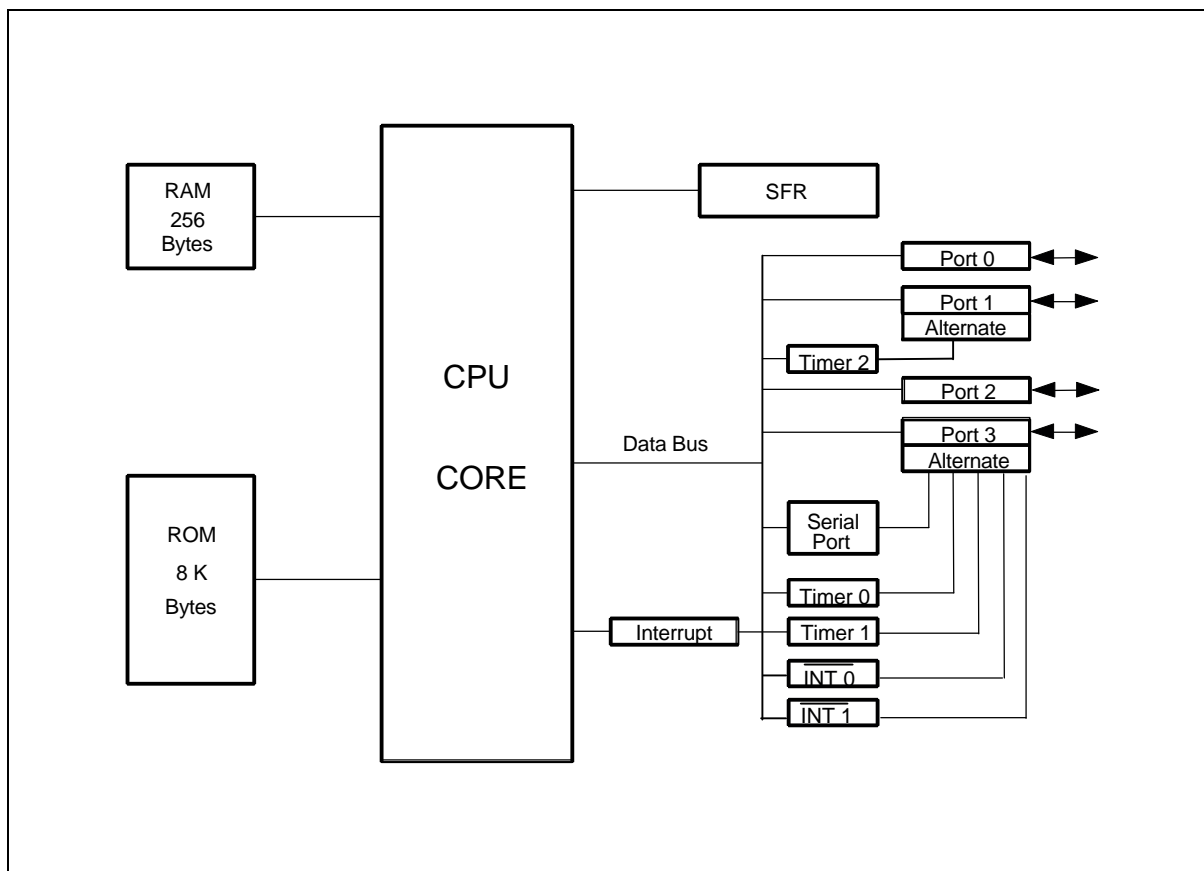 RAM
256
Bytes
SFR
Port 0
Port 1
Alternate
Timer 2
CPU
CORE
Port 2
Port 3
Alternate
Data Bus
ROM
8 K
Bytes
Serial
Port
Timer 0
Interrupt
Timer 1
INT 0
INT 1